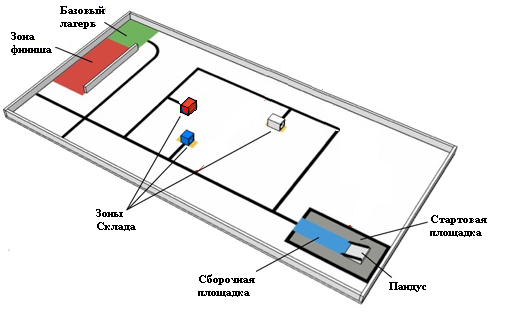 Базовый
лагерь
Зона
финиша
Зоны
Склада
Стартовая
площадка
Сборочная
площадка
Пандус